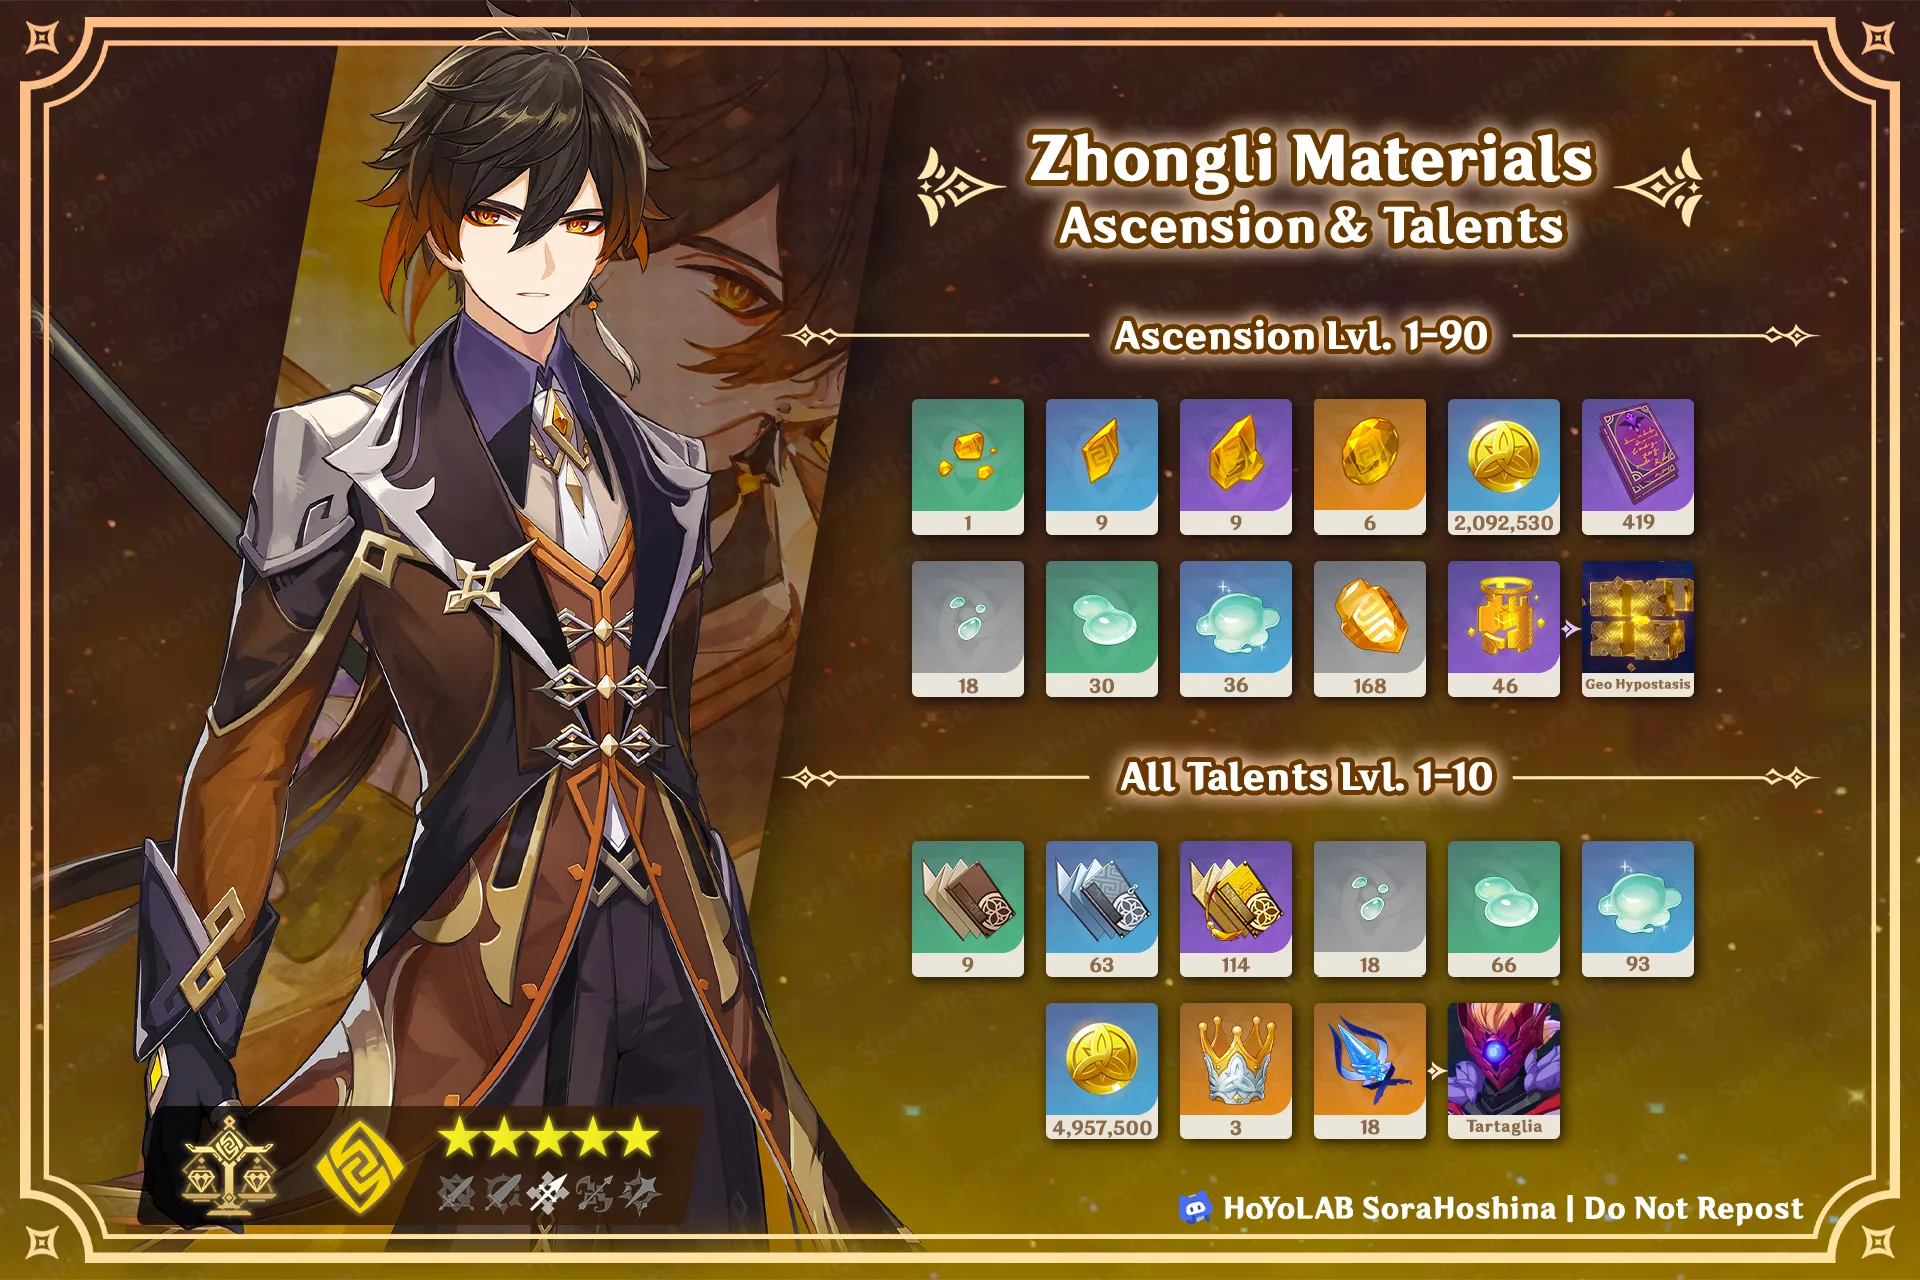 Zhongli Materials
Ascension & Talents
Ascension Lvl. 1-90
1 9 9 6 2,092,530 419
18 30 36 168 46 Geo Hypostasis
All Talents Lvl. 1-10
9 63 114 18 66 93
4,957,500 3 18 Tartaglia
HoYoLAB SoraHoshina | Do Not Repost
SoraHoshina